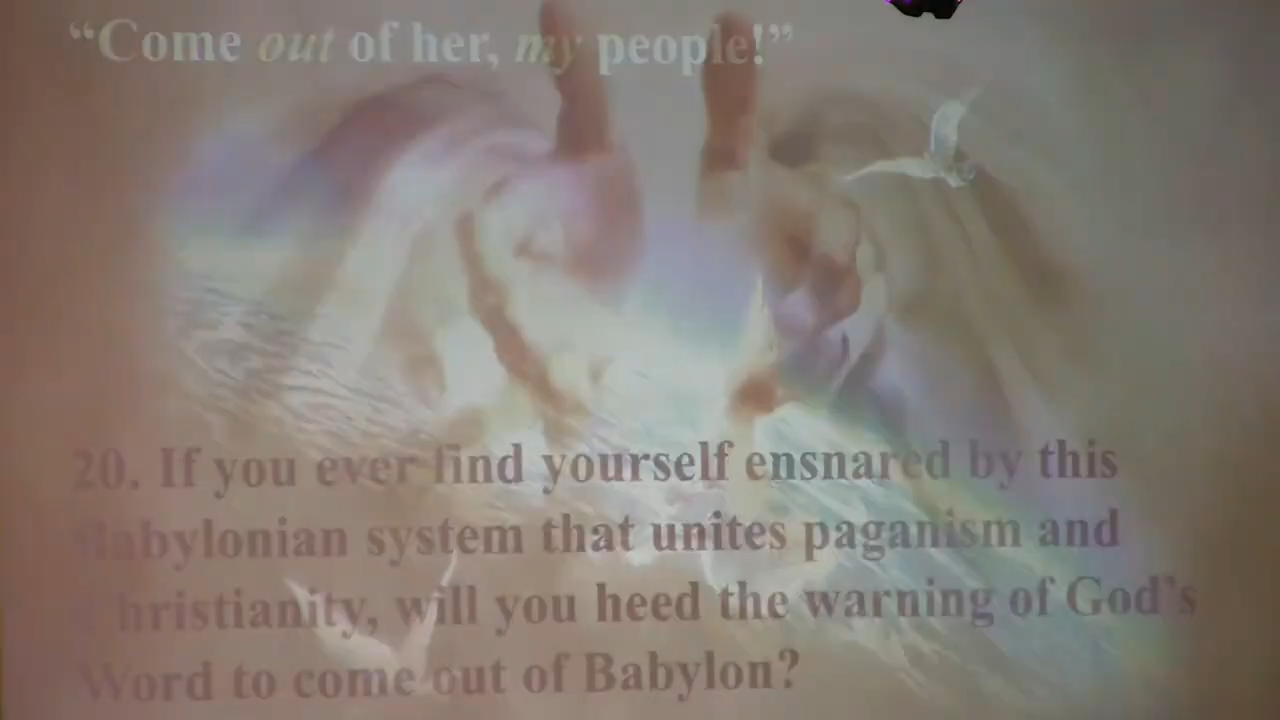 “Come out of her, my people!”
20. If you ever find yourself ensnared by this
Babylonian system that unites paganism and
Christianity, will you heed the warning of God’s
Word to come out of Babylon?